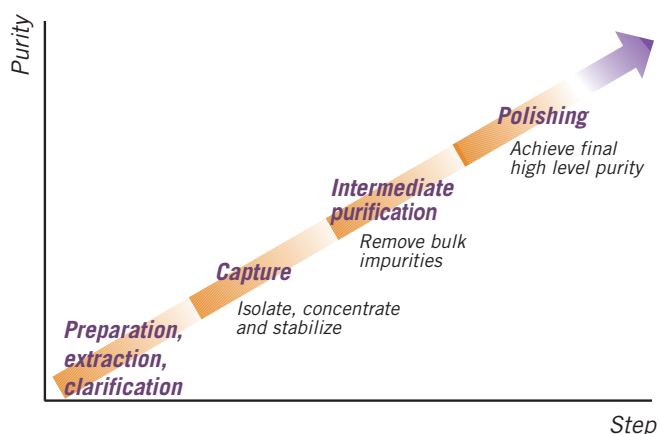 Purity
Polishing
Achieve final
high level purity
Intermediate
purification
Remove bulk
impurities
Capture
Isolate, concentrate
and stabilize
Preparation,
extraction,
clarification
Step